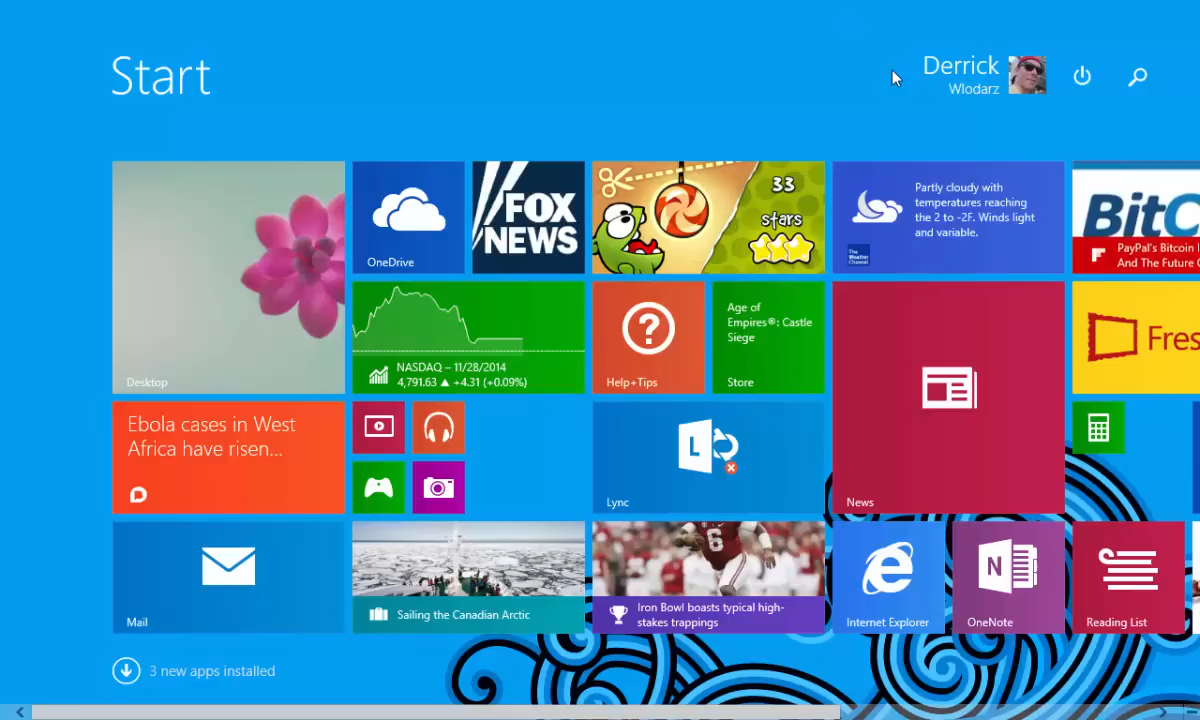 Start
Derrick
Wlodarz
Desktop
OneDrive
FOX
NEWS
33
stars
Partly cloudy with
temperatures reaching
the 2 to -2F. Winds light
and variable.
The
Weather
Channel
BitC
PayPal's Bitcoin I
And The Future C
NASDAQ – 11/28/2014
4,791.63 ▲ +4.31 (+0.09%)
Help+Tips
Age of
Empires®: Castle
Siege
Store
News
Fres
Ebola cases in West
Africa have risen...
L
Lync
Mail
Sailing the Canadian Arctic
6
Iron Bowl boasts typical high-
stakes trappings
Internet Explorer
N
OneNote
Reading List
3 new apps installed